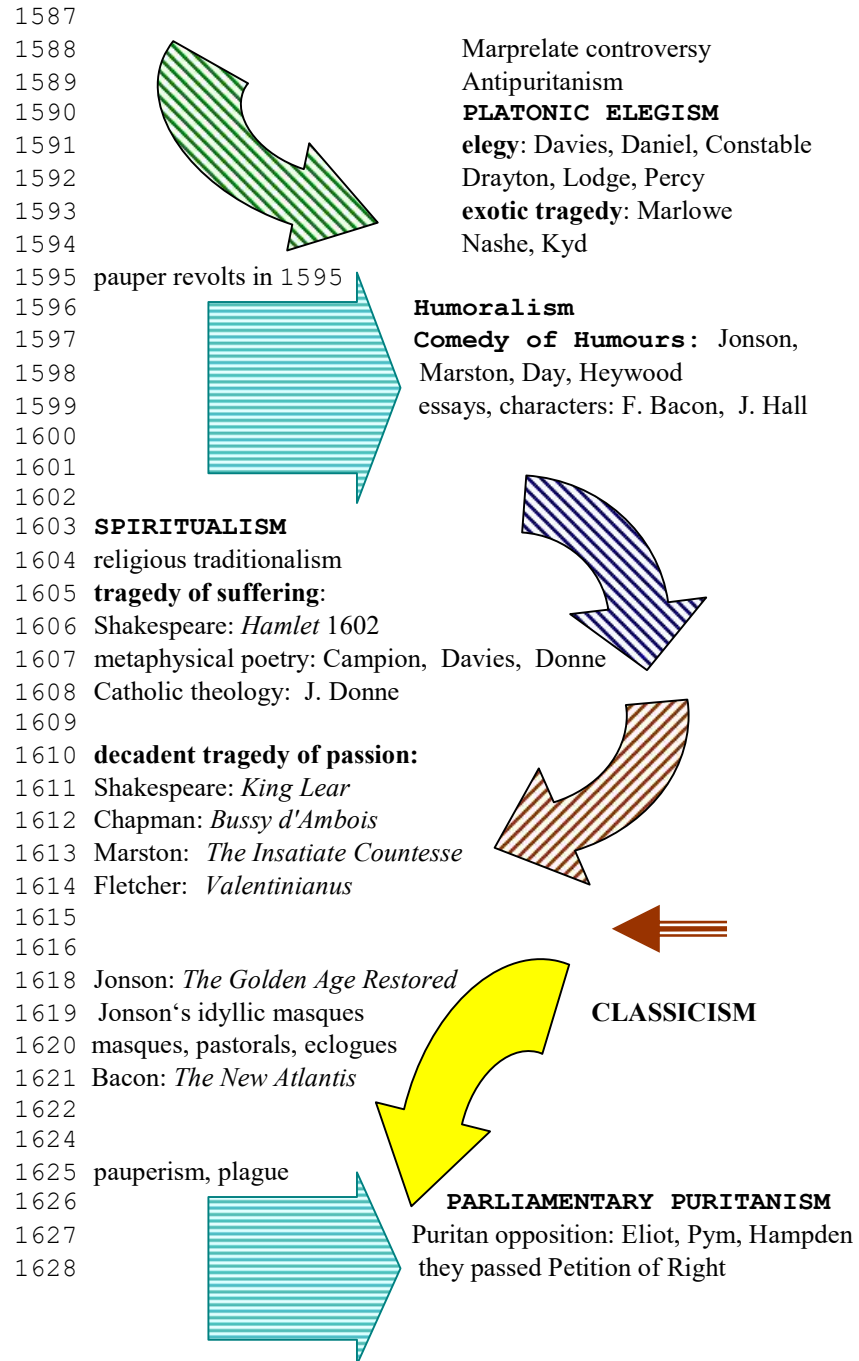 1587
1588 Marprelate controversy
1589 Antipuritanism
1590 PLATONIC ELEGISM
1591 elegy: Davies, Daniel, Constable
1592 Drayton, Lodge, Percy
1593 exotic tragedy: Marlowe
1594 Nashe, Kyd
1595 pauper revolts in 1595
1596 Humoralism
1597 Comedy of Humours: Jonson,
1598 Marston, Day, Heywood
1599 essays, characters: F. Bacon, J. Hall
1600
1601
1602
1603 SPIRITUALISM
1604 religious traditionalism
1605 tragedy of suffering:
1606 Shakespeare: Hamlet 1602
1607 metaphysical poetry: Campion, Davies, Donne
1608 Catholic theology: J. Donne
1609
1610 decadent tragedy of passion:
1611 Shakespeare: King Lear
1612 Chapman: Bussy d'Ambois
1613 Marston: The Insatiate Countesse
1614 Fletcher: Valentinianus
1615
1616
1618 Jonson: The Golden Age Restored
1619 Jonson‘s idyllic masques CLASSICISM
1620 masques, pastorals, eclogues
1621 Bacon: The New Atlantis
1622
1624
1625 pauperism, plague
1626 PARLIAMENTARY PURITANISM
1627 Puritan opposition: Eliot, Pym, Hampden
1628 they passed Petition of Right